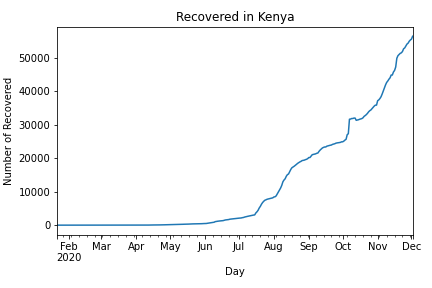 Recovered in Kenya
Number of Recovered
50000
40000
30000
20000
10000
0
Feb Mar Apr May Jun Jul Aug Sep Oct Nov Dec
2020
Day